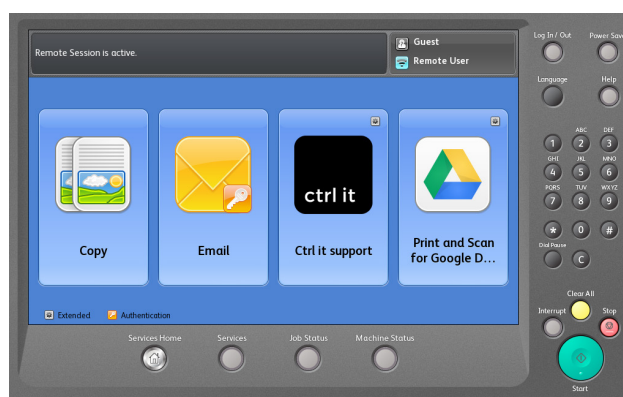 Remote Session is active.
Guest
Remote User
Copy
Email
ctrl it
Ctrl it support
Print and Scan
for Google D...
Extended
Authentication
Services Home
Services
Job Status
Machine Status
Log In / Out
Power Save
Language
Help
ABC
DEF
1
2
3
GHI
JKL
MNO
4
5
6
PQRS
TUV
WXYZ
7
8
9
*
0
#
Dial Pause
C
Clear All
Interrupt
Stop
Start